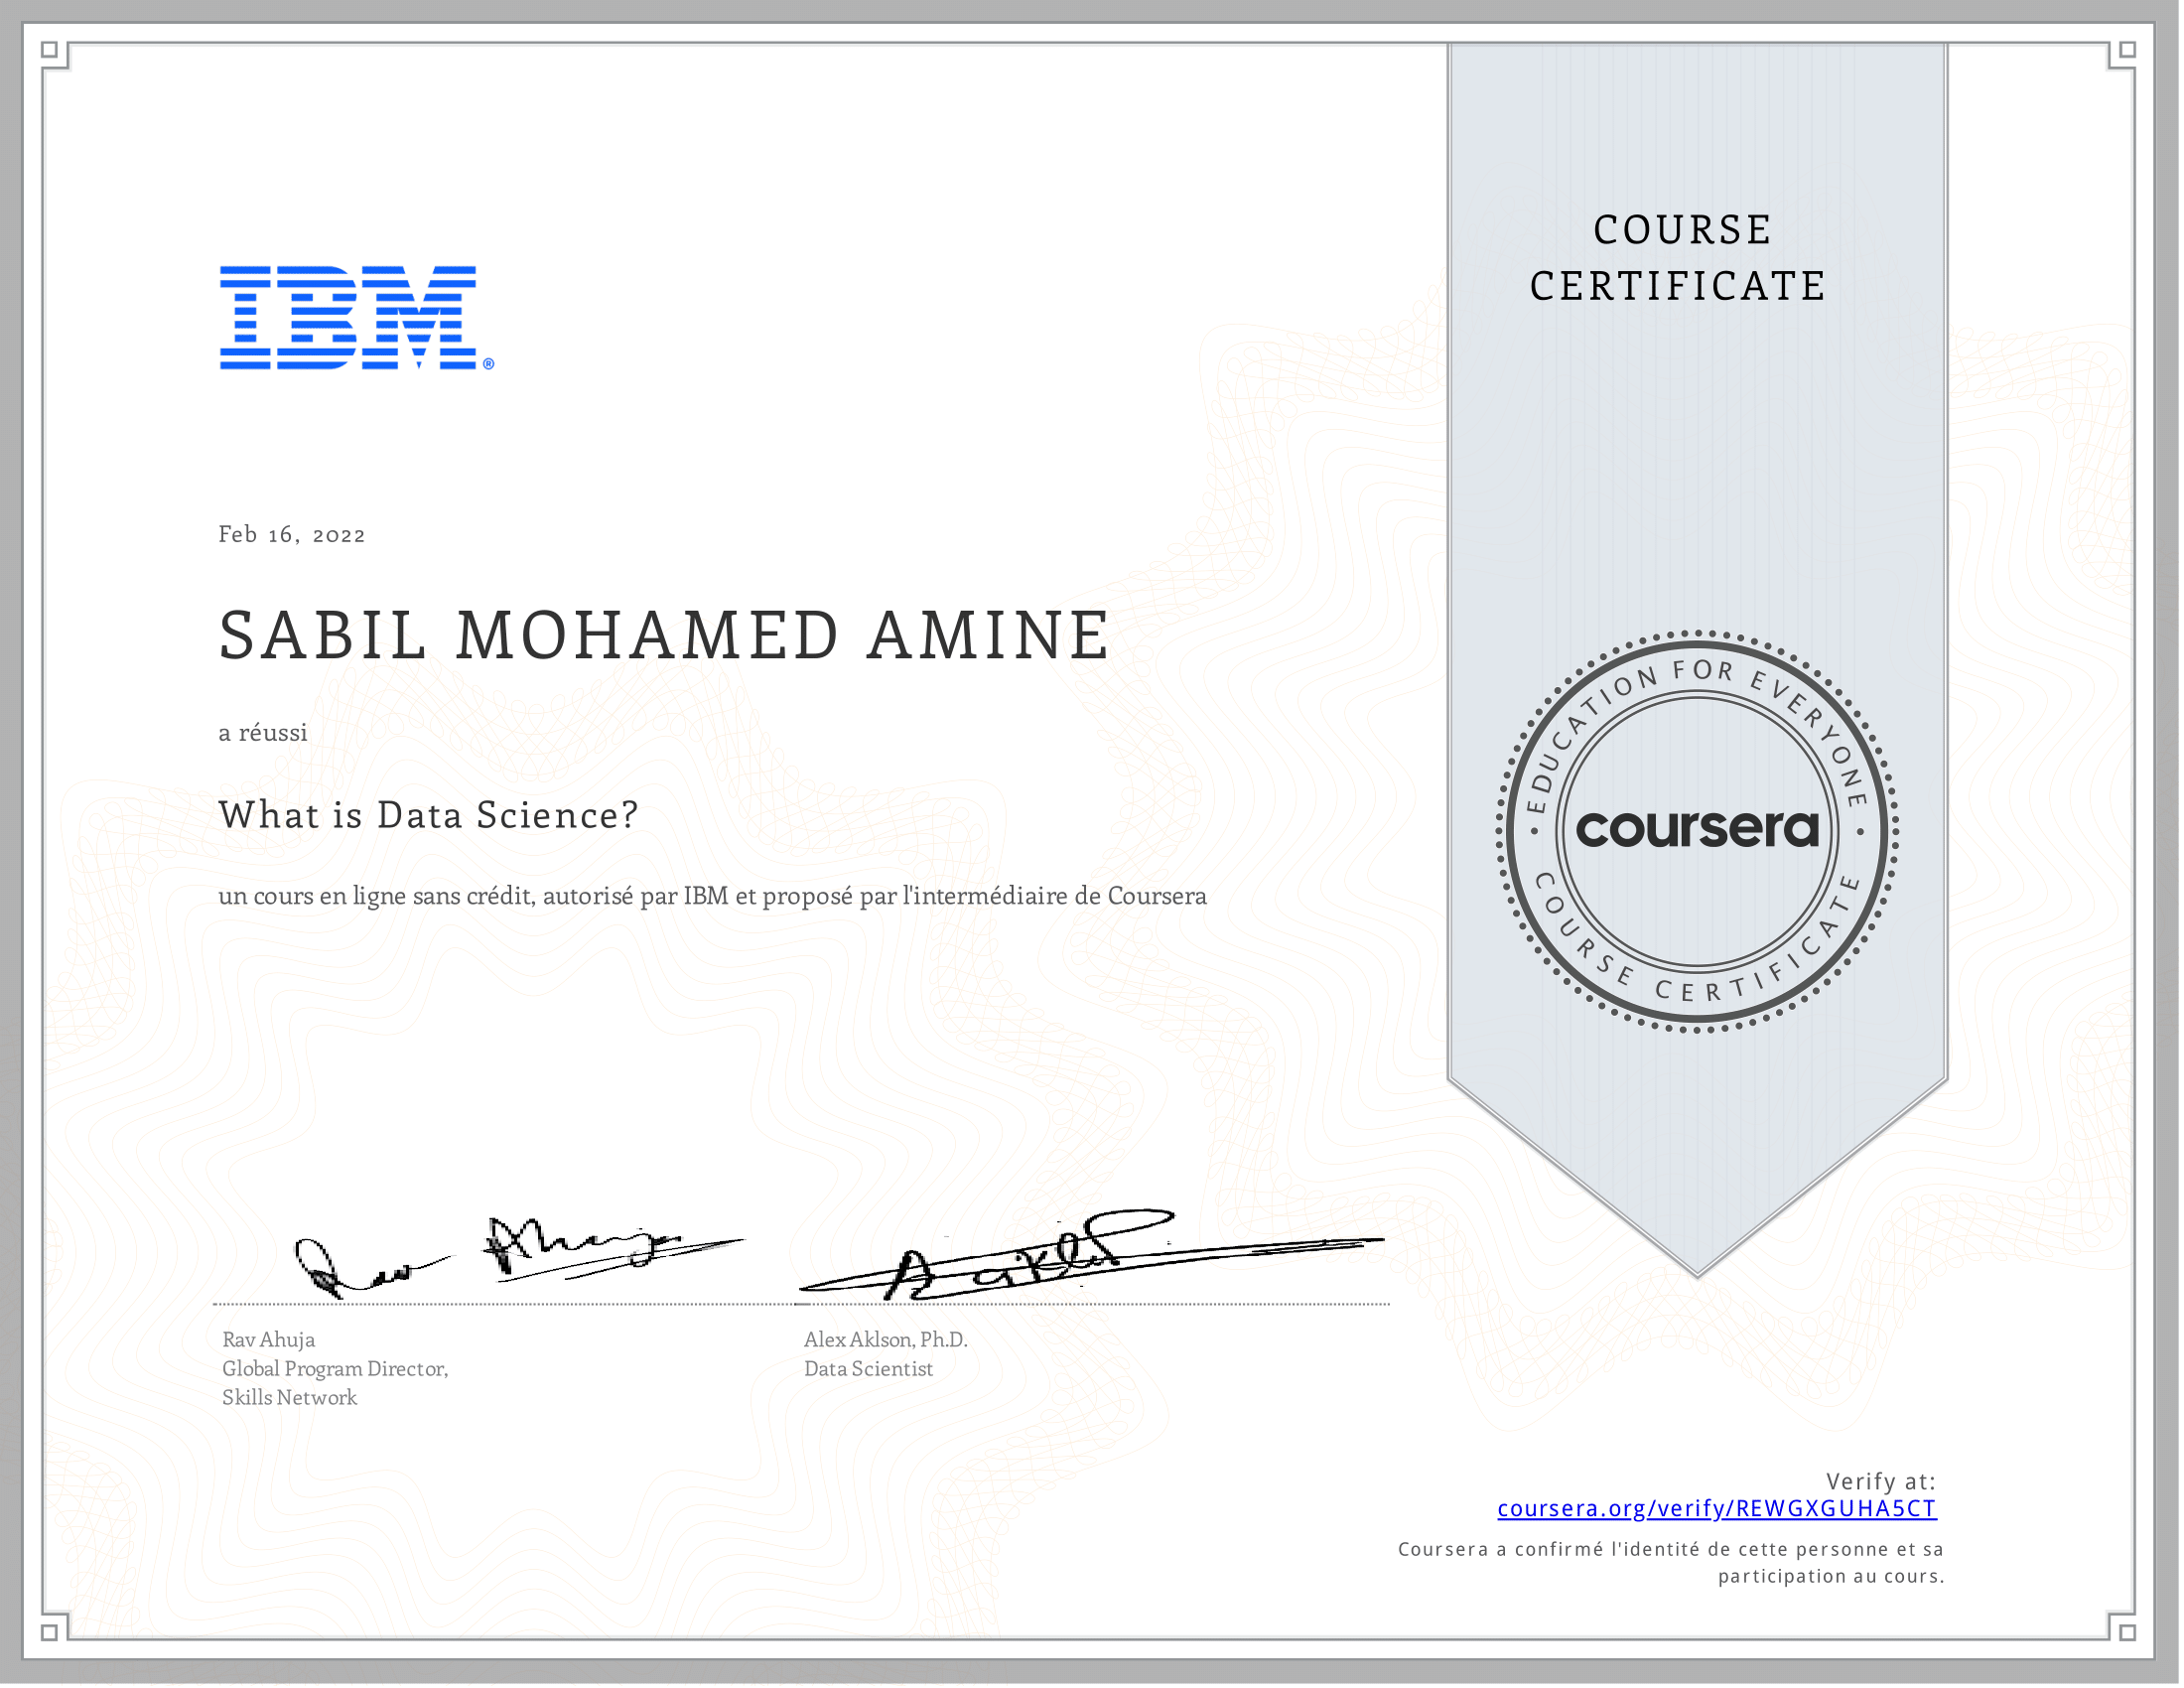 IBM®
COURSE
CERTIFICATE
Feb 16, 2022
SABIL MOHAMED AMINE
a réussi
What is Data Science?
un cours en ligne sans crédit, autorisé par IBM et proposé par l'intermédiaire de Coursera
EDUCATION FOR EVERYONE
coursera
COURSE CERTIFICATE
Rav Ahuja
Global Program Director,
Skills Network
Alex Aklson, Ph.D.
Data Scientist
Verify at:
coursera.org/verify/REWGXGUHA5CT
Coursera a confirmé l'identité de cette personne et sa
participation au cours.